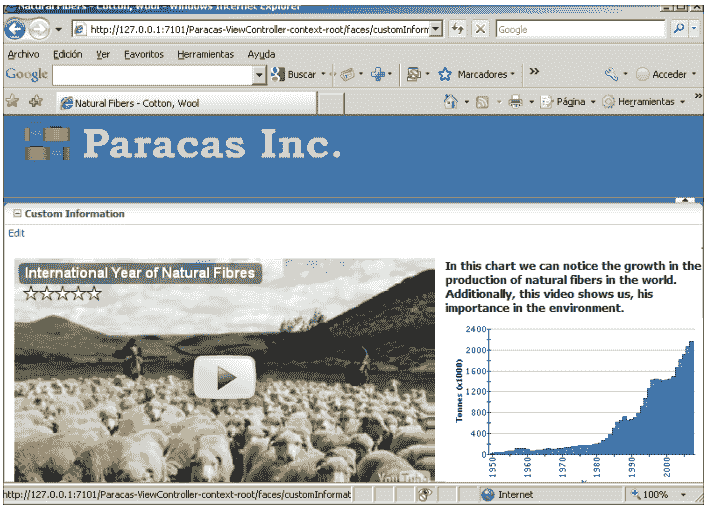 Natural Fibers - Cotton, Wool - Windows Internet Explorer
http://127.0.0.1:7101/Paracas-ViewController-context-root/faces/customInform
Google
Archivo Edición Ver Favoritos Herramientas Ayuda
Google Buscar Marcadores » Acceder
Natural Fibers - Cotton, Wool Página Herramientas »
Paracas Inc.
Custom Information
Edit
International Year of Natural Fibres
In this chart we can notice the growth in the
production of natural fibers in the world.
Additionally, this video shows us, his
importance in the environment.
Tonnes (x1000)
2400
2000
1600
1200
800
400
0
1950 1960 1970 1980 1990 2000
YouTube
http://127.0.0.1:7101/Paracas-ViewController-context-root/faces/customInformat Internet 100%